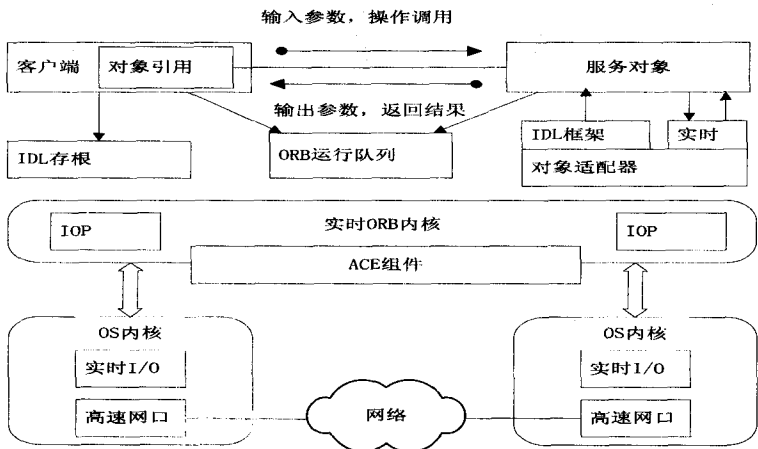 输入参数，操作调用
客户端 对象引用
服务对象
输出参数，返回结果
IDL存根
ORB运行队列
IDL框架
实时
对象适配器
实时ORB内核
IOP
IOP
ACE组件
OS内核
OS内核
实时I/O
实时I/O
高速网口
网络
高速网口